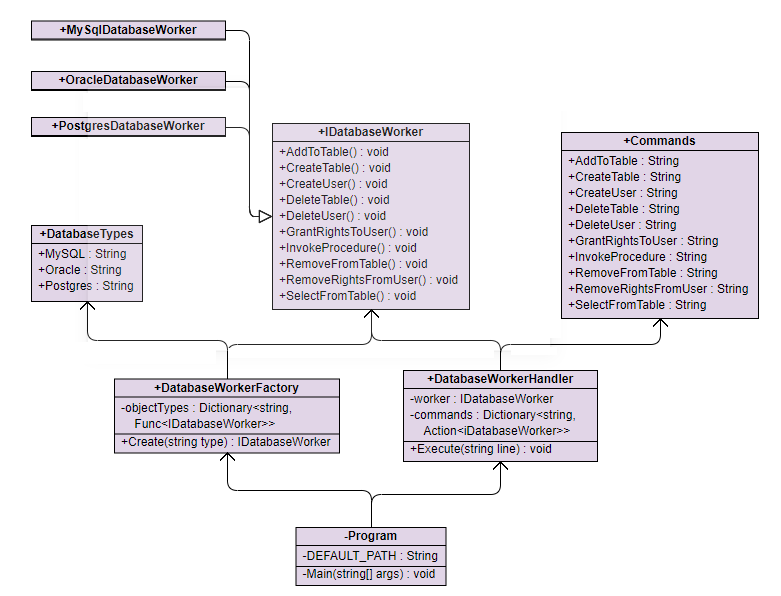 +MySqlDatabaseWorker
+OracleDatabaseWorker
+PostgresDatabaseWorker
+IDatabaseWorker
+AddToTable() : void
+CreateTable() : void
+CreateUser() : void
+DeleteTable() : void
+DeleteUser() : void
+GrantRightsToUser() : void
+InvokeProcedure() : void
+RemoveFromTable() : void
+RemoveRightsFromUser() : void
+SelectFromTable() : void
+Commands
+AddToTable : String
+CreateTable : String
+CreateUser : String
+DeleteTable : String
+DeleteUser : String
+GrantRightsToUser : String
+InvokeProcedure : String
+RemoveFromTable : String
+RemoveRightsFromUser : String
+SelectFromTable : String
+DatabaseTypes
+MySQL : String
+Oracle : String
+Postgres : String
+DatabaseWorkerFactory
-objectTypes : Dictionary<string,
Func<IDatabaseWorker>>
+Create(string type) : IDatabaseWorker
+DatabaseWorkerHandler
-worker : IDatabaseWorker
-commands : Dictionary<string,
Action<iDatabaseWorker>>
+Execute(string line) : void
-Program
-DEFAULT_PATH : String
-Main(string[] args) : void